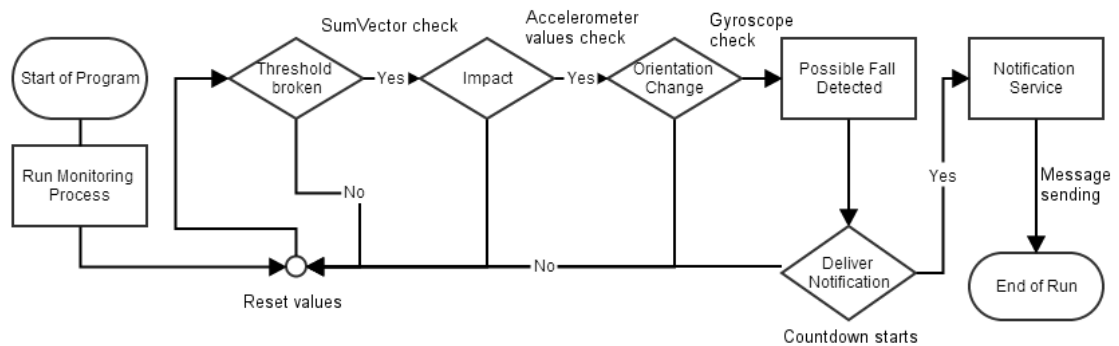 SumVector check
Accelerometer
values check
Gyroscope
check
Start of Program
Threshold
broken
Yes
Impact
Yes
Orientation
Change
Possible Fall
Detected
Notification
Service
Run Monitoring
Process
No
Yes
Message
sending
No
Deliver
Notification
End of Run
Reset values
Countdown starts